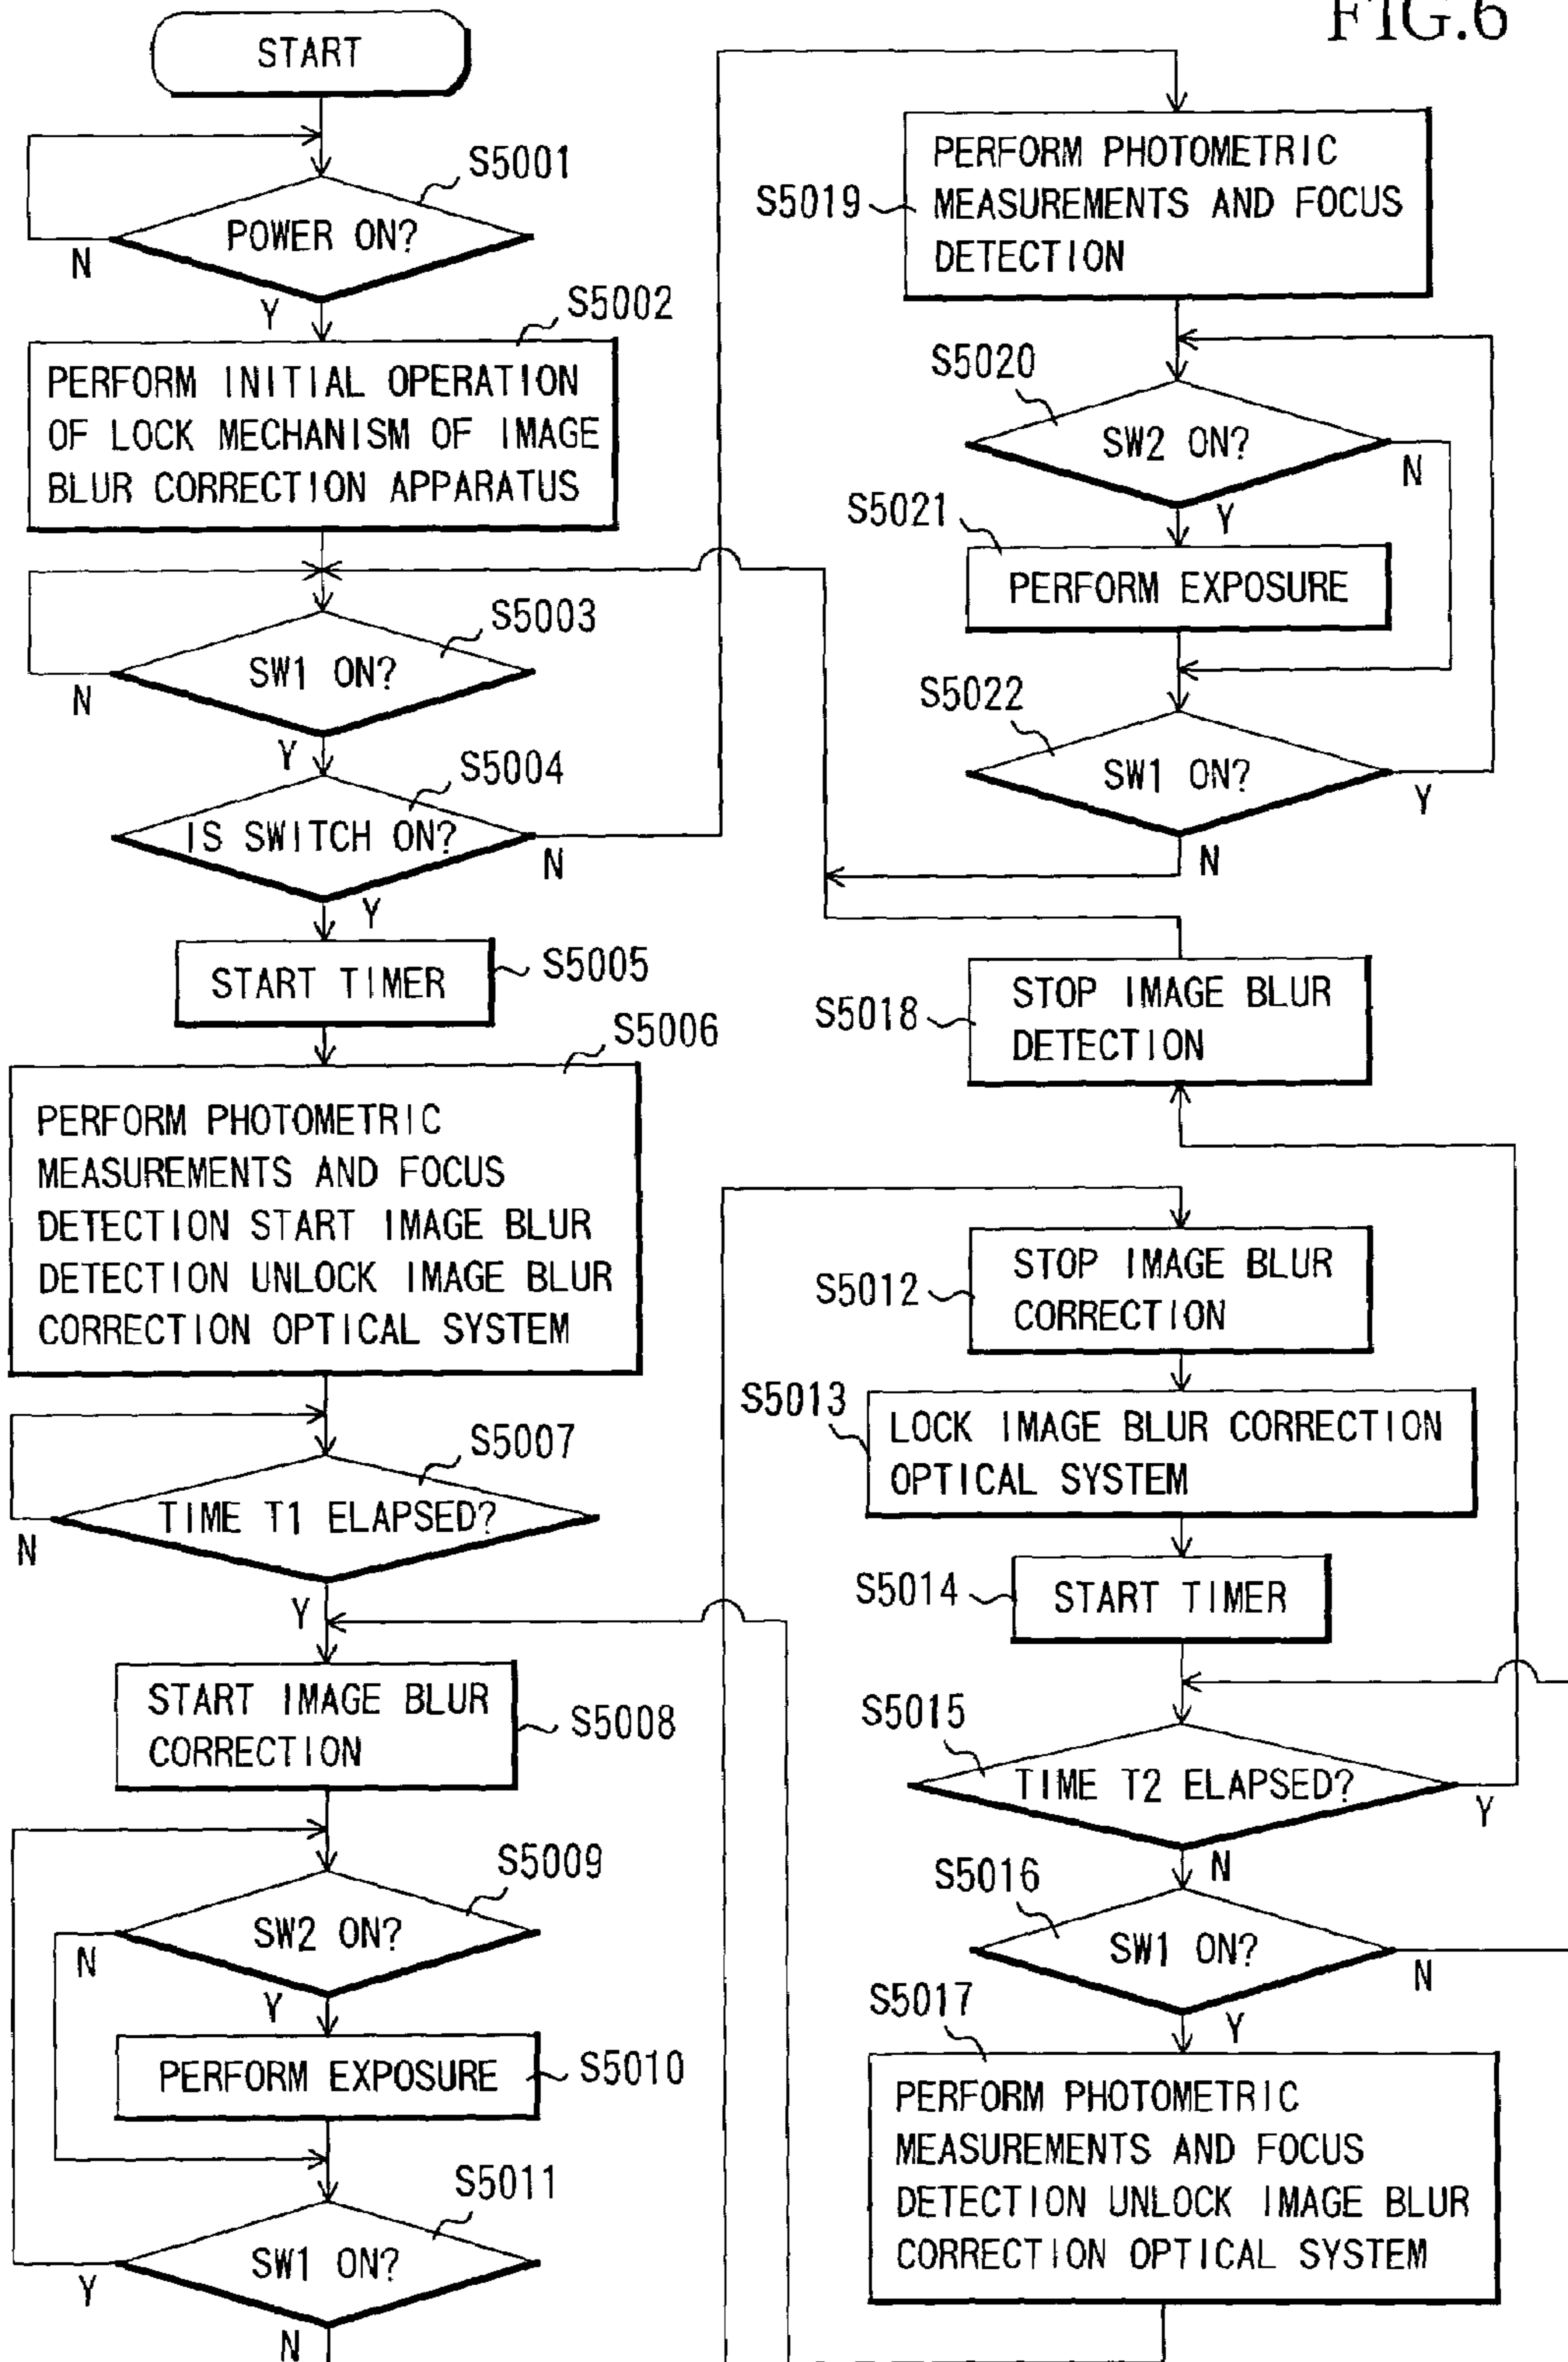 FIG.6
START
S5001
POWER ON?
N
Y
S5002
PERFORM INITIAL OPERATION
OF LOCK MECHANISM OF IMAGE
BLUR CORRECTION APPARATUS
S5003
SW1 ON?
N
Y
S5004
IS SWITCH ON?
N
Y
START TIMER
S5005
S5006
PERFORM PHOTOMETRIC
MEASUREMENTS AND FOCUS
DETECTION START IMAGE BLUR
DETECTION UNLOCK IMAGE BLUR
CORRECTION OPTICAL SYSTEM
S5007
TIME T1 ELAPSED?
N
Y
START IMAGE BLUR
CORRECTION
S5008
S5009
SW2 ON?
N
Y
PERFORM EXPOSURE
S5010
S5011
SW1 ON?
Y
N
PERFORM PHOTOMETRIC
MEASUREMENTS AND FOCUS
DETECTION
S5019
S5020
SW2 ON?
N
Y
S5021
PERFORM EXPOSURE
S5022
SW1 ON?
Y
N
STOP IMAGE BLUR
DETECTION
S5018
STOP IMAGE BLUR
CORRECTION
S5012
S5013
LOCK IMAGE BLUR CORRECTION
OPTICAL SYSTEM
S5014
START TIMER
S5015
TIME T2 ELAPSED?
Y
N
S5016
SW1 ON?
N
Y
S5017
PERFORM PHOTOMETRIC
MEASUREMENTS AND FOCUS
DETECTION UNLOCK IMAGE BLUR
CORRECTION OPTICAL SYSTEM